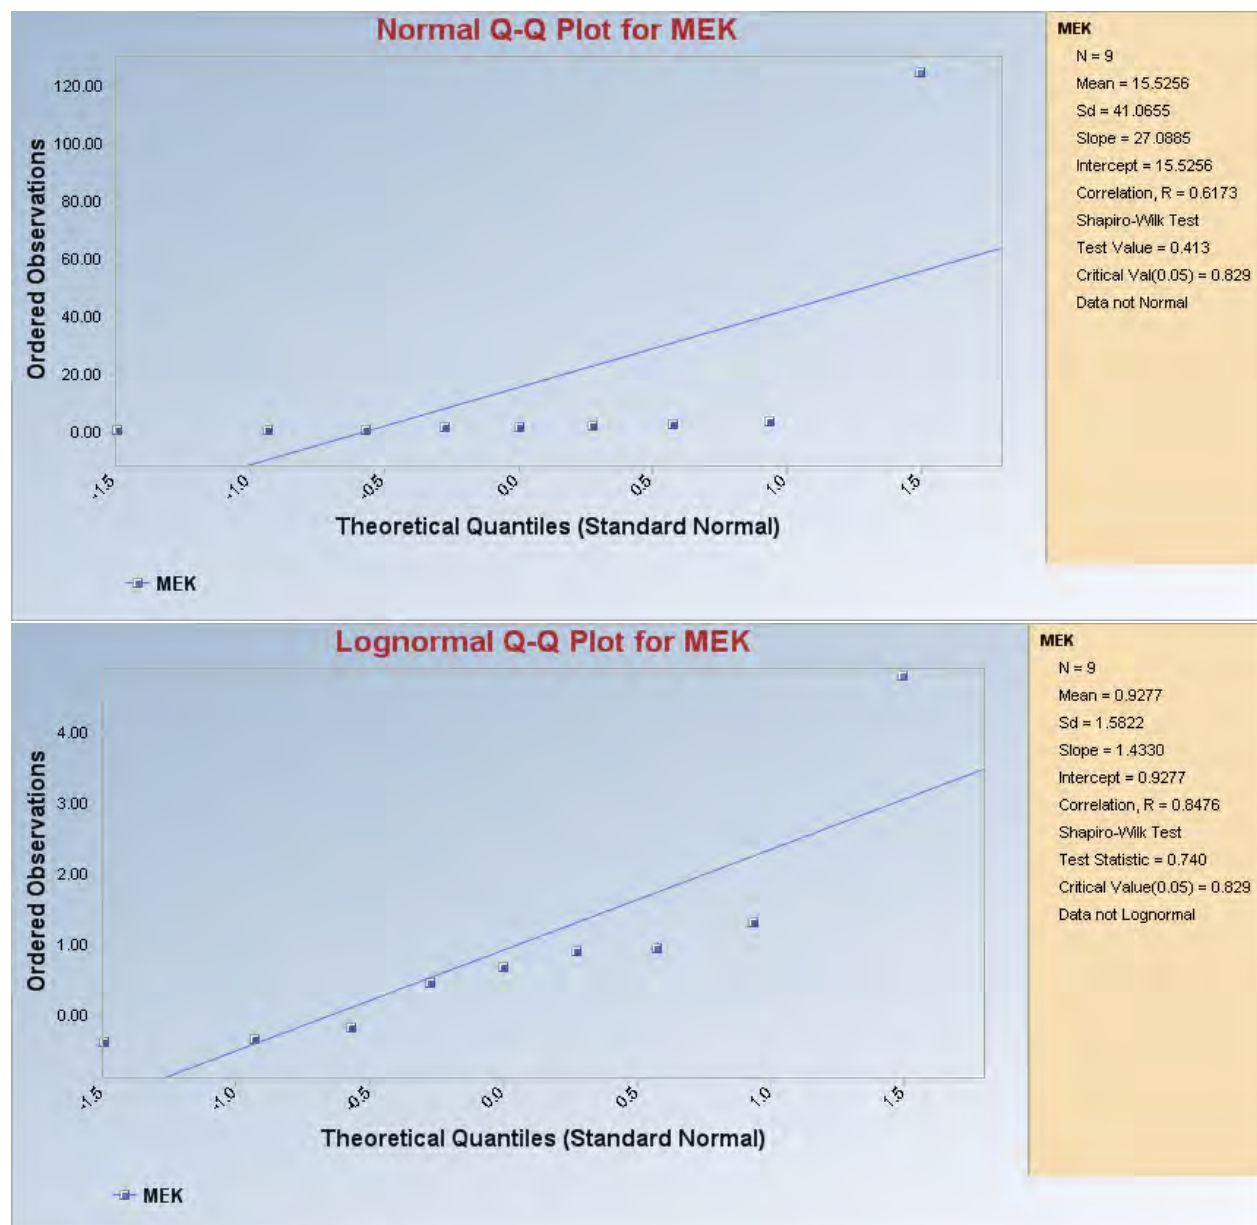 Normal Q-Q Plot for MEK
Ordered Observations
120.00
100.00
80.00
60.00
40.00
20.00
0.00
-1.5
-1.0
-0.5
0.0
0.5
1.0
1.5
Theoretical Quantiles (Standard Normal)
MEK
MEK
N = 9
Mean = 15.5256
Sd = 41.0655
Slope = 27.0885
Intercept = 15.5256
Correlation, R = 0.6173
Shapiro-Wilk Test
Test Value = 0.413
Critical Val(0.05) = 0.829
Data not Normal
Lognormal Q-Q Plot for MEK
Ordered Observations
4.00
3.00
2.00
1.00
0.00
-1.5
-1.0
-0.5
0.0
0.5
1.0
1.5
Theoretical Quantiles (Standard Normal)
MEK
MEK
N = 9
Mean = 0.9277
Sd = 1.5822
Slope = 1.4330
Intercept = 0.9277
Correlation, R = 0.8476
Shapiro-Wilk Test
Test Statistic = 0.740
Critical Value(0.05) = 0.829
Data not Lognormal